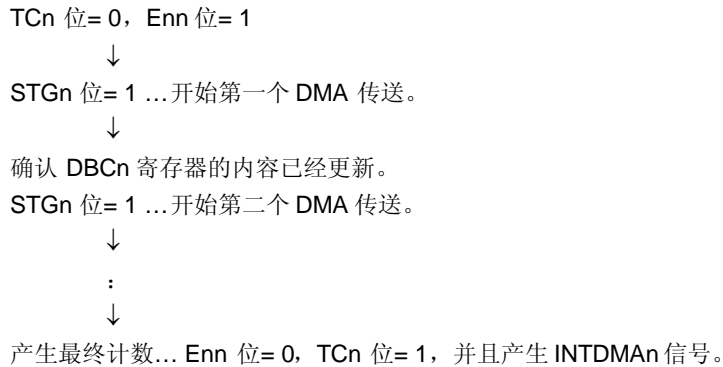 TCn 位= 0，Enn 位= 1
↓
STGn 位= 1 …开始第一个 DMA 传送。
↓
确认 DBCn 寄存器的内容已经更新。
STGn 位= 1 …开始第二个 DMA 传送。
↓
：
↓
产生最终计数… Enn 位= 0，TCn 位= 1，并且产生 INTDMAn 信号。